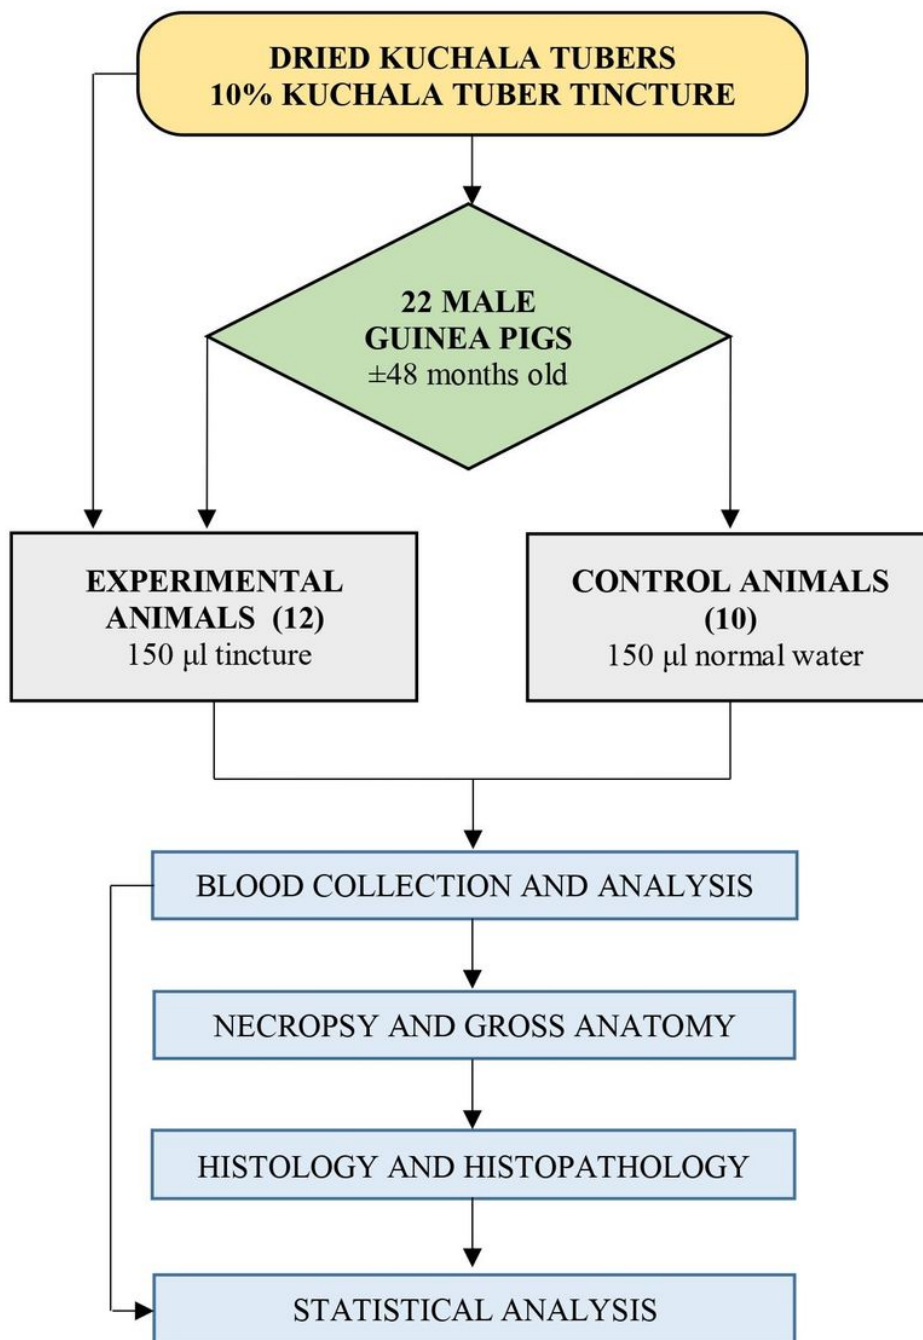 DRIED KUCHALA TUBERS
10% KUCHALA TUBER TINCTURE
22 MALE
GUINEA PIGS
±48 months old
EXPERIMENTAL
ANIMALS (12)
150 μl tincture
CONTROL ANIMALS
(10)
150 μl normal water
BLOOD COLLECTION AND ANALYSIS
NECROPSY AND GROSS ANATOMY
HISTOLOGY AND HISTOPATHOLOGY
STATISTICAL ANALYSIS